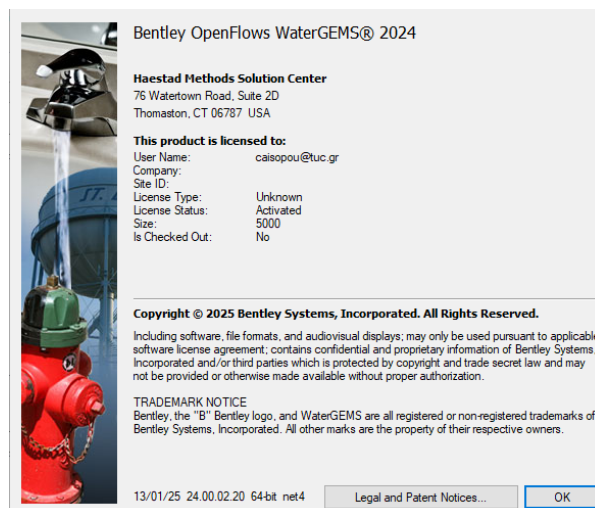 Bentley OpenFlows WaterGEMS® 2024
Haestad Methods Solution Center
76 Watertown Road, Suite 2D
Thomaston, CT 06787 USA
This product is licensed to:
User Name: caisopou@tuc.gr
Company:
Site ID:
License Type: Unknown
License Status: Activated
Size: 5000
Is Checked Out: No
Copyright © 2025 Bentley Systems, Incorporated. All Rights Reserved.
Including software, file formats, and audiovisual displays; may only be used pursuant to applicable
software license agreement; contains confidential and proprietary information of Bentley Systems,
Incorporated and/or third parties which is protected by copyright and trade secret law and may
not be provided or otherwise made available without proper authorization.
TRADEMARK NOTICE
Bentley, the "B" Bentley logo, and WaterGEMS are all registered or non-registered trademarks of
Bentley Systems, Incorporated. All other marks are the property of their respective owners.
13/01/25 24.00.02.20 64-bit net4
Legal and Patent Notices...
OK